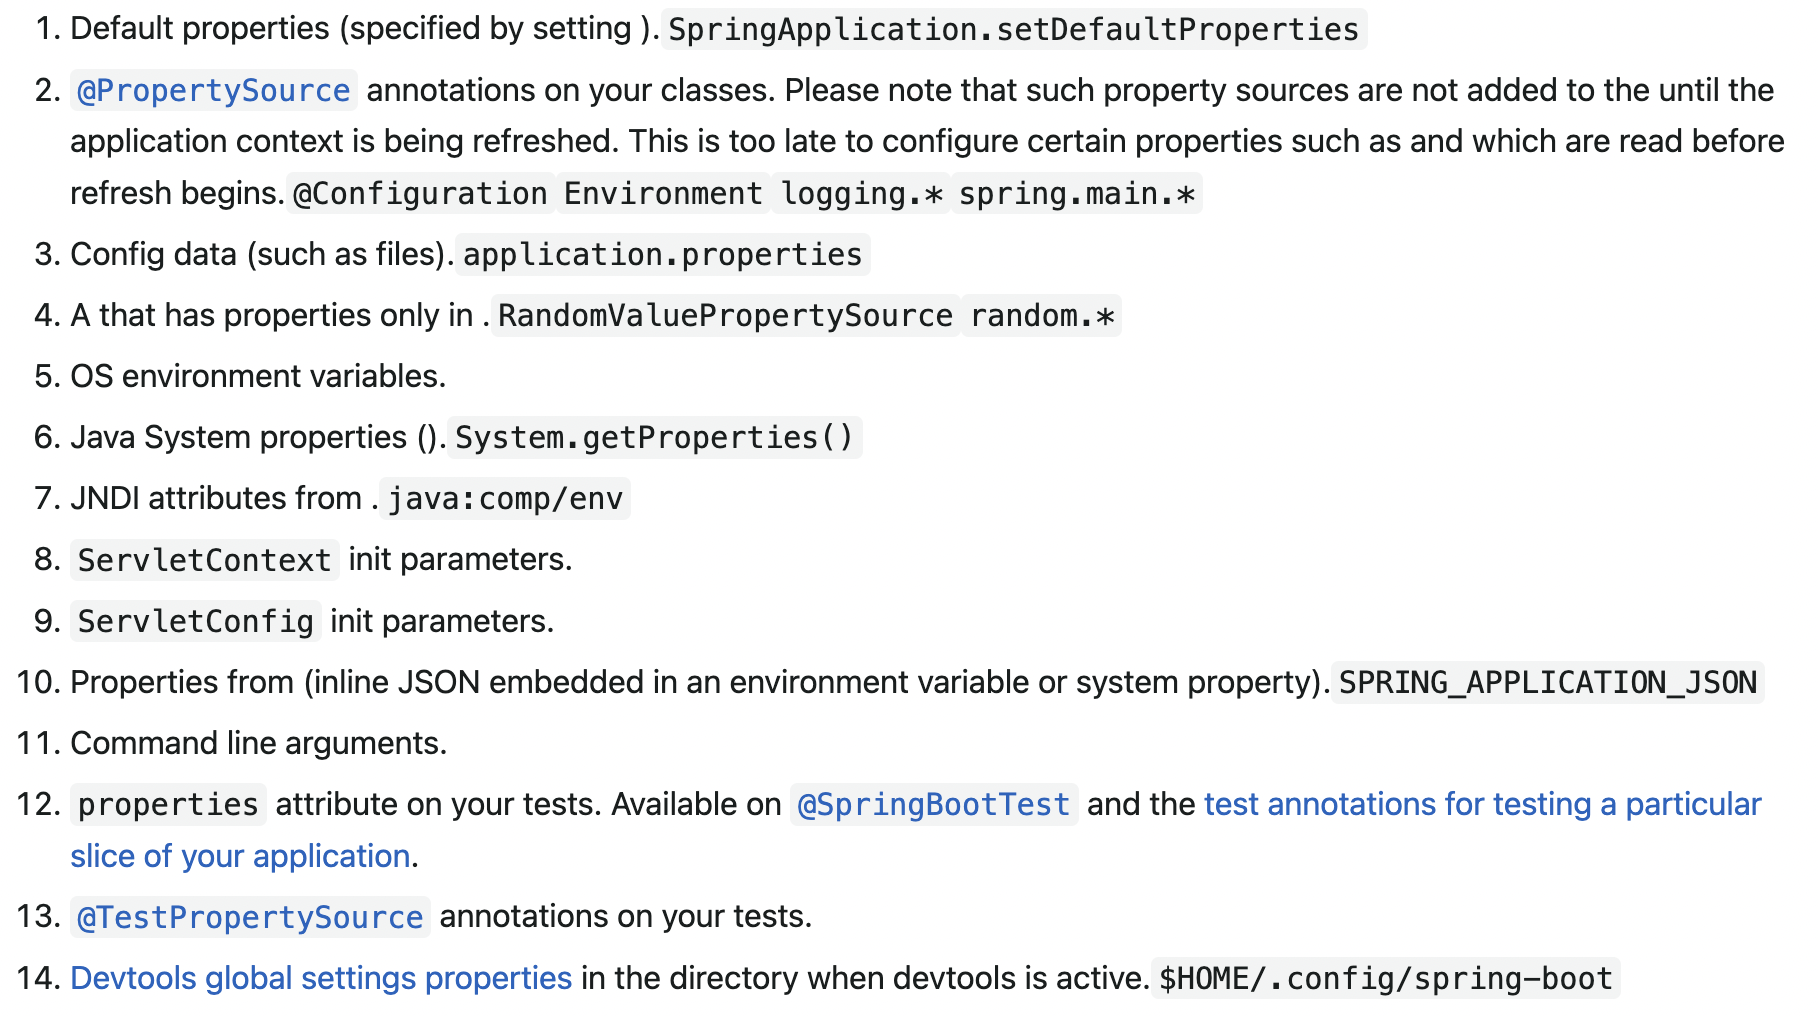 1. Default properties (specified by setting ). SpringApplication.setDefaultProperties
2. @PropertySource annotations on your classes. Please note that such property sources are not added to the until the
application context is being refreshed. This is too late to configure certain properties such as and which are read before
refresh begins. @Configuration Environment logging.* spring.main.*
3. Config data (such as files). application.properties
4. A that has properties only in . RandomValuePropertySource random.*
5. OS environment variables.
6. Java System properties (). System.getProperties()
7. JNDI attributes from . java:comp/env
8. ServletContext init parameters.
9. ServletConfig init parameters.
10. Properties from (inline JSON embedded in an environment variable or system property). SPRING_APPLICATION_JSON
11. Command line arguments.
12. properties attribute on your tests. Available on @SpringBootTest and the test annotations for testing a particular
slice of your application.
13. @TestPropertySource annotations on your tests.
14. Devtools global settings properties in the directory when devtools is active. $HOME/.config/spring-boot